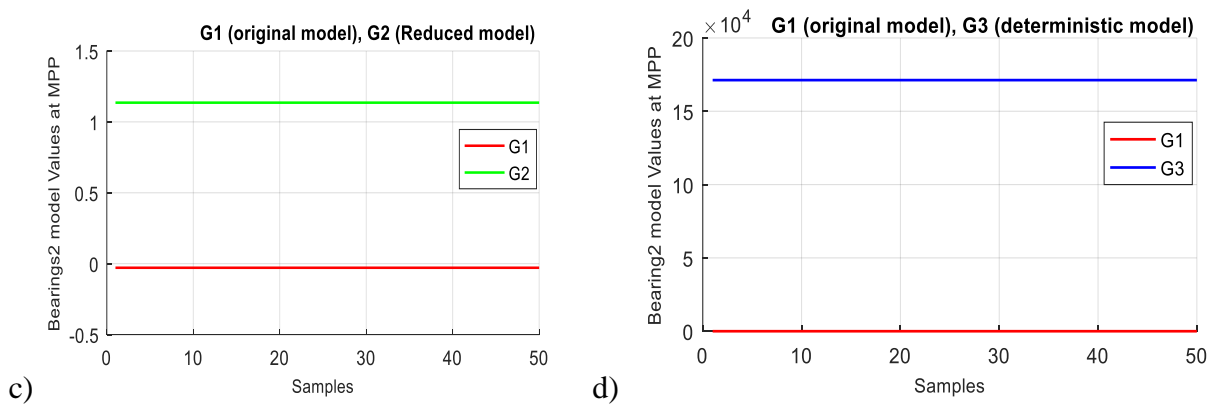 G1 (original model), G2 (Reduced model)
1.5
1
0.5
0
-0.5
Bearings2 model Values at MPP
G1
G2
0 10 20 30 40 50
Samples
c)
×10^4
G1 (original model), G3 (deterministic model)
20
15
10
5
0
Bearing2 model Values at MPP
G1
G3
0 10 20 30 40 50
Samples
d)